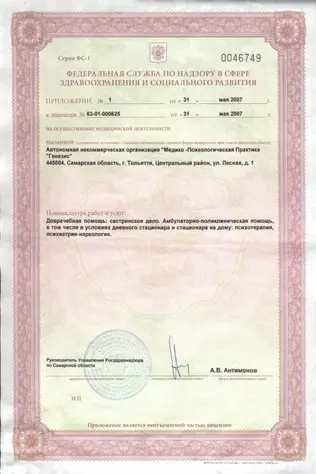 Серия ФС-1
0046749
ФЕДЕРАЛЬНАЯ СЛУЖБА ПО НАДЗОРУ В СФЕРЕ
ЗДРАВООХРАНЕНИЯ И СОЦИАЛЬНОГО РАЗВИТИЯ
ПРИЛОЖЕНИЕ № 1 от « 31 » мая 2007
к лицензии № 63-01-000625 от « 31 » мая 2007
на осуществление медицинской деятельности
выданной
Автономная некоммерческая организация "Медико -Психологическая Практика
"Генезис"
445094, Самарская область, г. Тольятти, Центральный район, ул. Лесная, д. 1
Номенклатура работ и услуг:
Доврачебная помощь: сестринское дело. Амбулаторно-поликлиническая помощь,
в том числе в условиях дневного стационара и стационара на дому: психотерапия,
психиатрия-наркология.
Руководитель Управления Росздравнадзора
по Самарской области
А.В. Антимонов
М.П.
Приложение является неотъемлемой частью лицензии